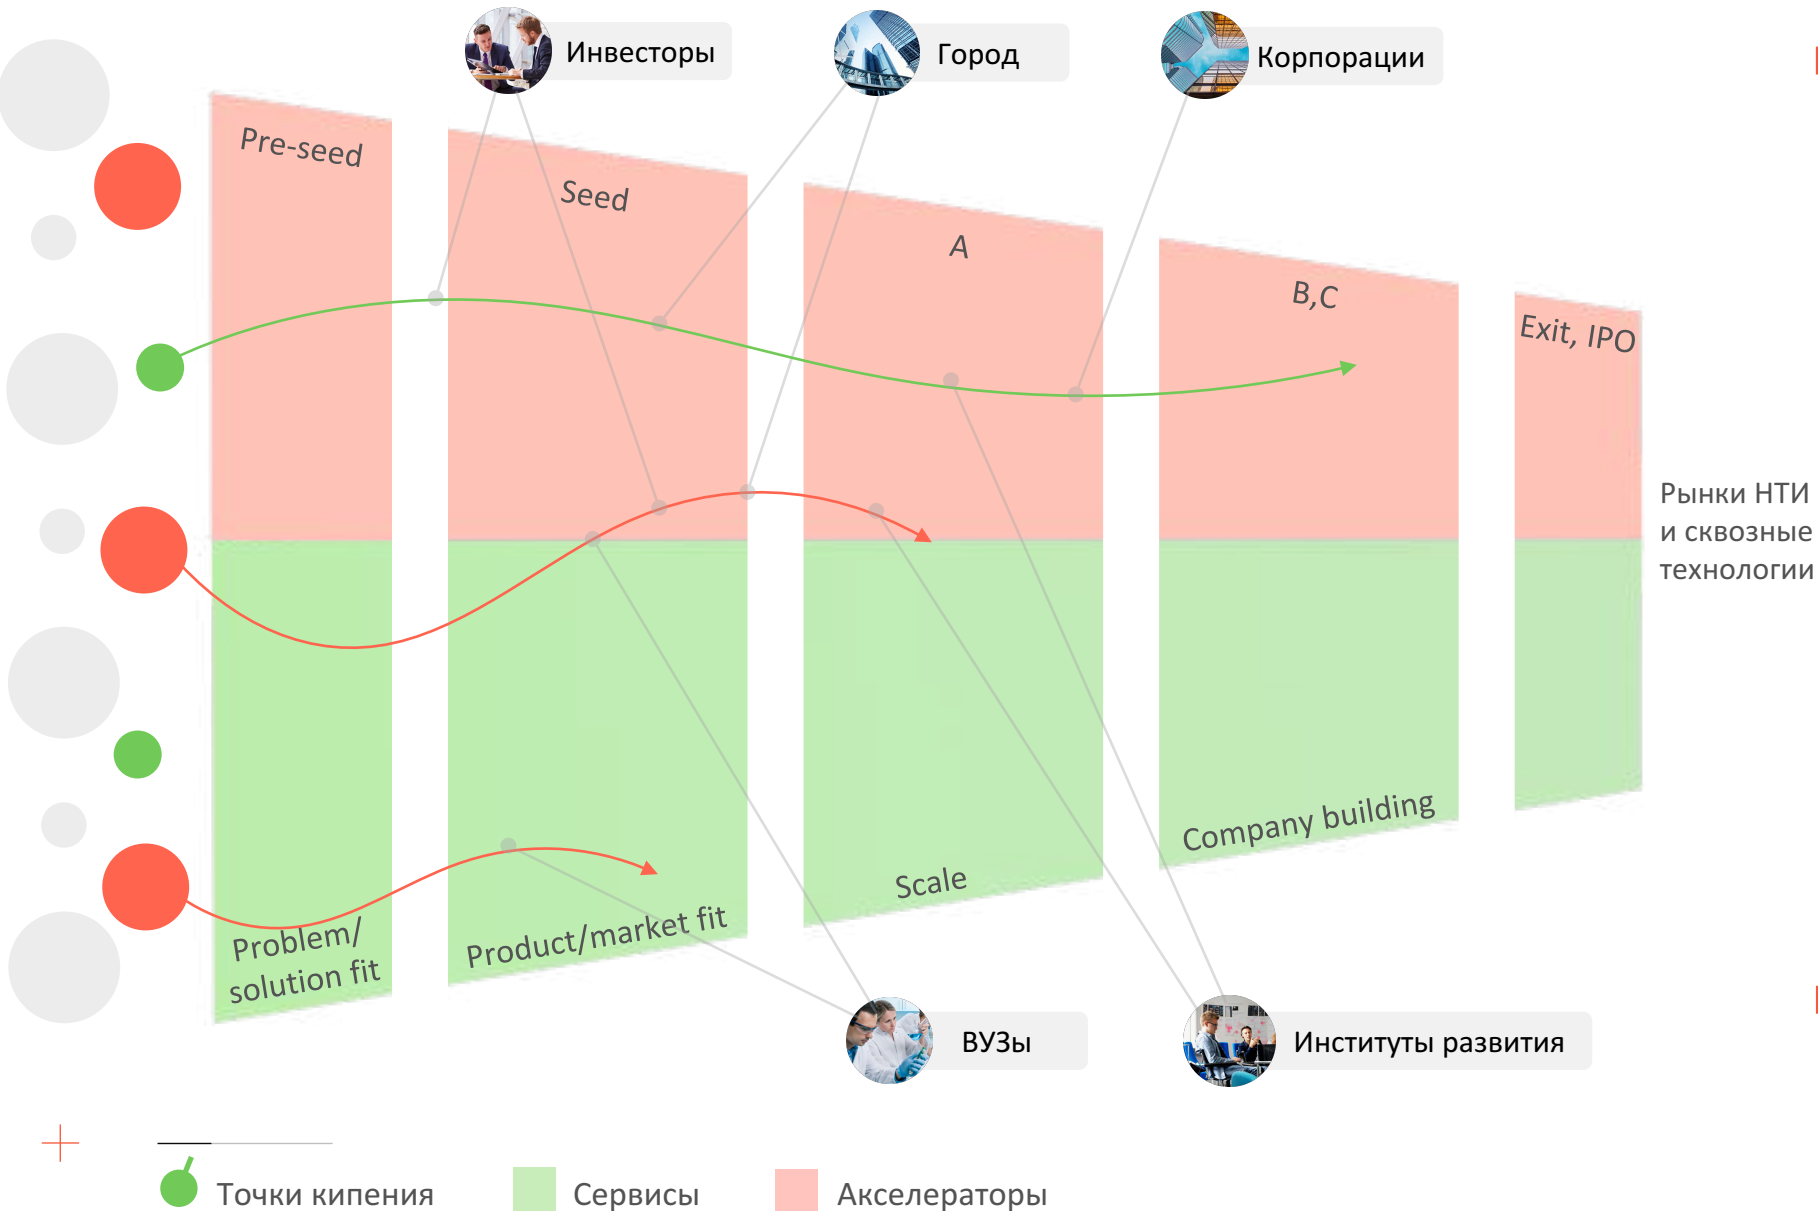 Инвесторы
Город
Корпорации
Pre-seed
Seed
A
B,C
Exit, IPO
Рынки НТИ
и сквозные
технологии
Problem/
solution fit
Product/market fit
Scale
Company building
ВУЗы
Институты развития
Точки кипения
Сервисы
Акселераторы